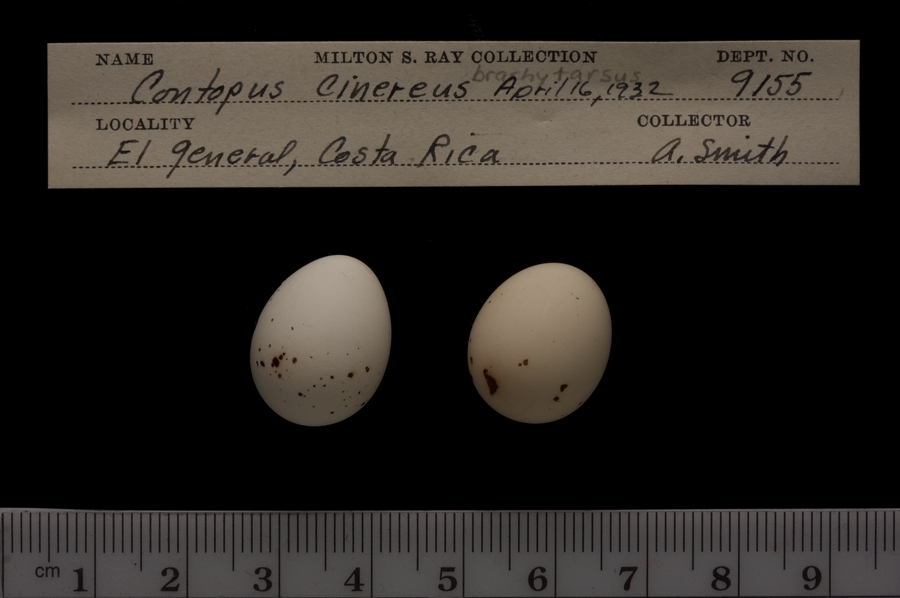 NAME MILTON S. RAY COLLECTION DEPT. NO.
brachytarsus
Contopus Cinereus April 16, 1932 9155
LOCALITY COLLECTOR
El general, Costa Rica A. Smith
cm 1 2 3 4 5 6 7 8 9